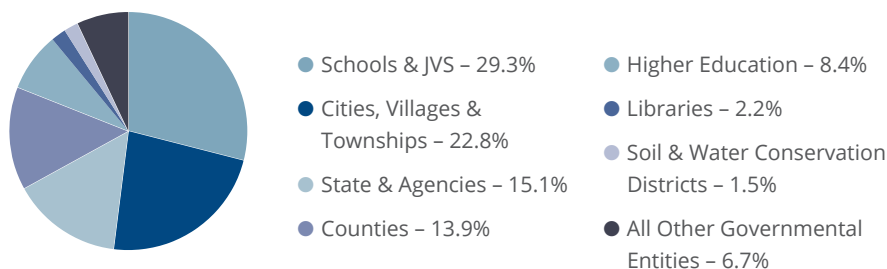 Schools & JVS – 29.3%
Cities, Villages &
Townships – 22.8%
State & Agencies – 15.1%
Counties – 13.9%
Higher Education – 8.4%
Libraries – 2.2%
Soil & Water Conservation
Districts – 1.5%
All Other Governmental
Entities – 6.7%